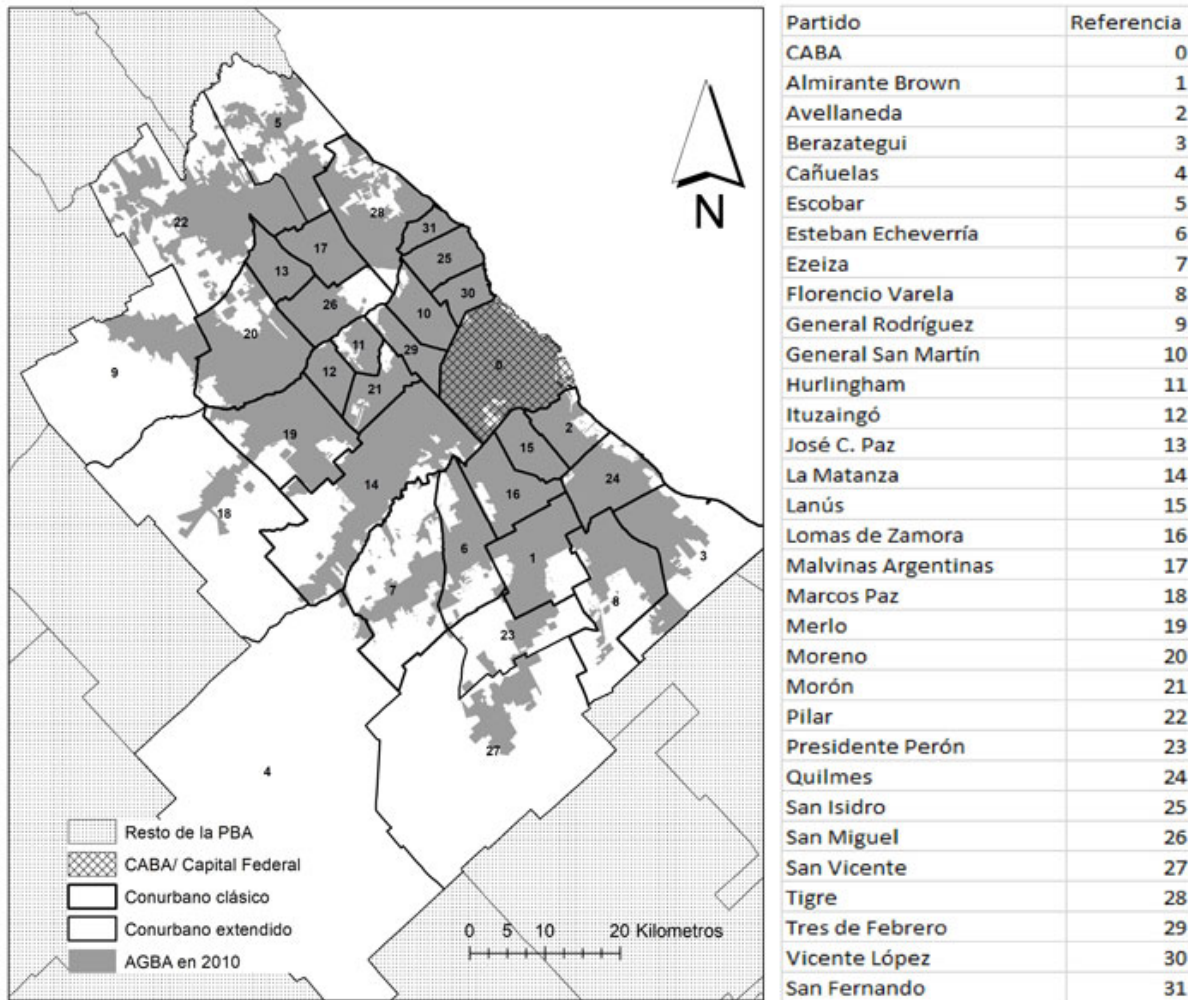 5
28
22
31
17
25
13
30
26
10
20
11
29
0
9
12
21
2
19
15
24
14
16
18
6
1
3
7
8
23
27
4
N
Resto de la PBA
CABA/ Capital Federal
Conurbano clásico
Conurbano extendido
AGBA en 2010
0 5 10 20 Kilometros
Partido Referencia
CABA 0
Almirante Brown 1
Avellaneda 2
Berazategui 3
Cañuelas 4
Escobar 5
Esteban Echeverría 6
Ezeiza 7
Florencio Varela 8
General Rodríguez 9
General San Martín 10
Hurlingham 11
Ituzaingó 12
José C. Paz 13
La Matanza 14
Lanús 15
Lomas de Zamora 16
Malvinas Argentinas 17
Marcos Paz 18
Merlo 19
Moreno 20
Morón 21
Pilar 22
Presidente Perón 23
Quilmes 24
San Isidro 25
San Miguel 26
San Vicente 27
Tigre 28
Tres de Febrero 29
Vicente López 30
San Fernando 31